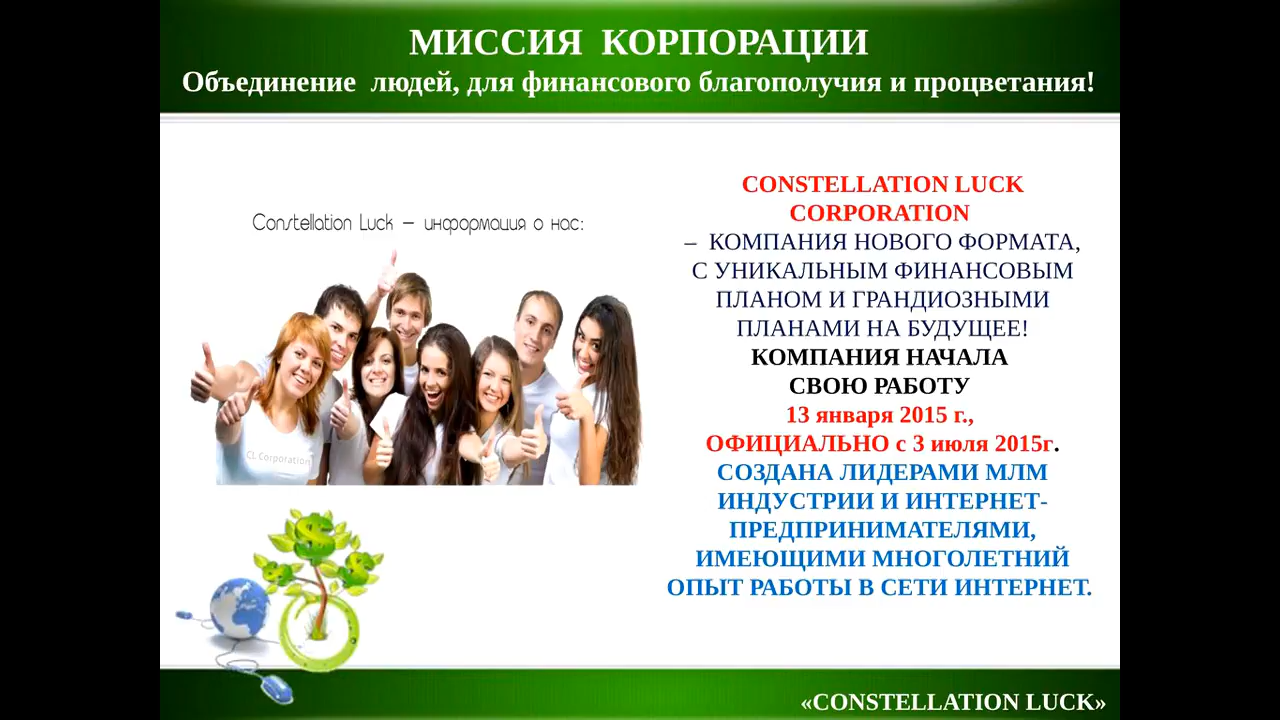 МИССИЯ КОРПОРАЦИИ
Объединение людей, для финансового благополучия и процветания!
Constellation Luck – информация о нас:
CL Corporation
CONSTELLATION LUCK
CORPORATION
– КОМПАНИЯ НОВОГО ФОРМАТА,
С УНИКАЛЬНЫМ ФИНАНСОВЫМ
ПЛАНОМ И ГРАНДИОЗНЫМИ
ПЛАНАМИ НА БУДУЩЕЕ!
КОМПАНИЯ НАЧАЛА
СВОЮ РАБОТУ
13 января 2015 г.,
ОФИЦИАЛЬНО с 3 июля 2015г.
СОЗДАНА ЛИДЕРАМИ МЛМ
ИНДУСТРИИ И ИНТЕРНЕТ-
ПРЕДПРИНИМАТЕЛЯМИ,
ИМЕЮЩИМИ МНОГОЛЕТНИЙ
ОПЫТ РАБОТЫ В СЕТИ ИНТЕРНЕТ.
«CONSTELLATION LUCK»